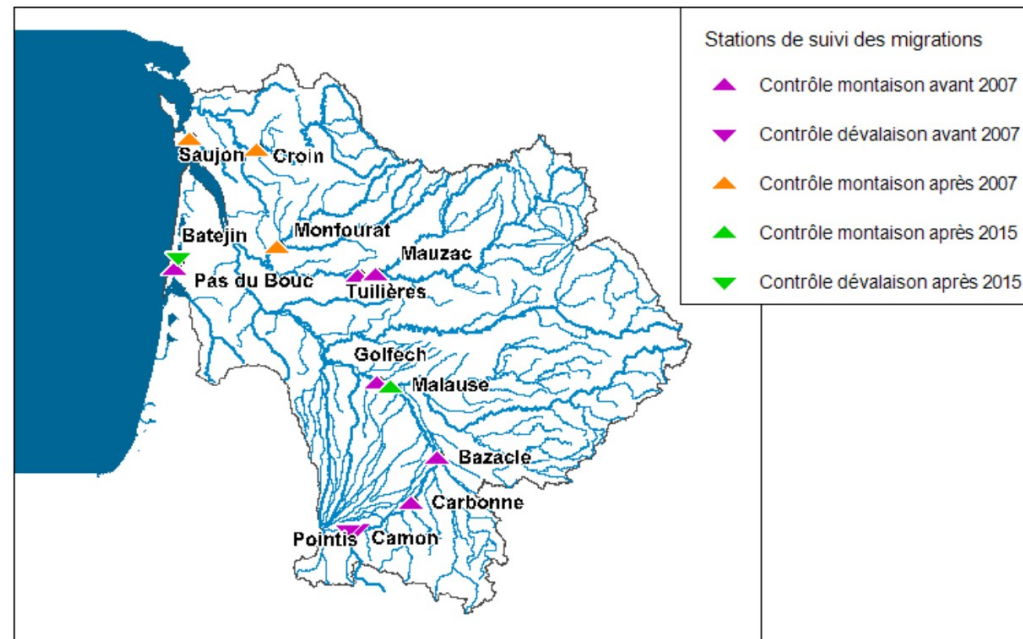 Stations de suivi des migrations
Contrôle montaison avant 2007
Contrôle dévalaison avant 2007
Contrôle montaison après 2007
Contrôle montaison après 2015
Contrôle dévalaison après 2015
Saujon
Croin
Batejin
Monfourat
Mauzac
Pas du Bouc
Tuilières
Golfech
Malause
Bazacle
Carbonne
Pointis
Camon